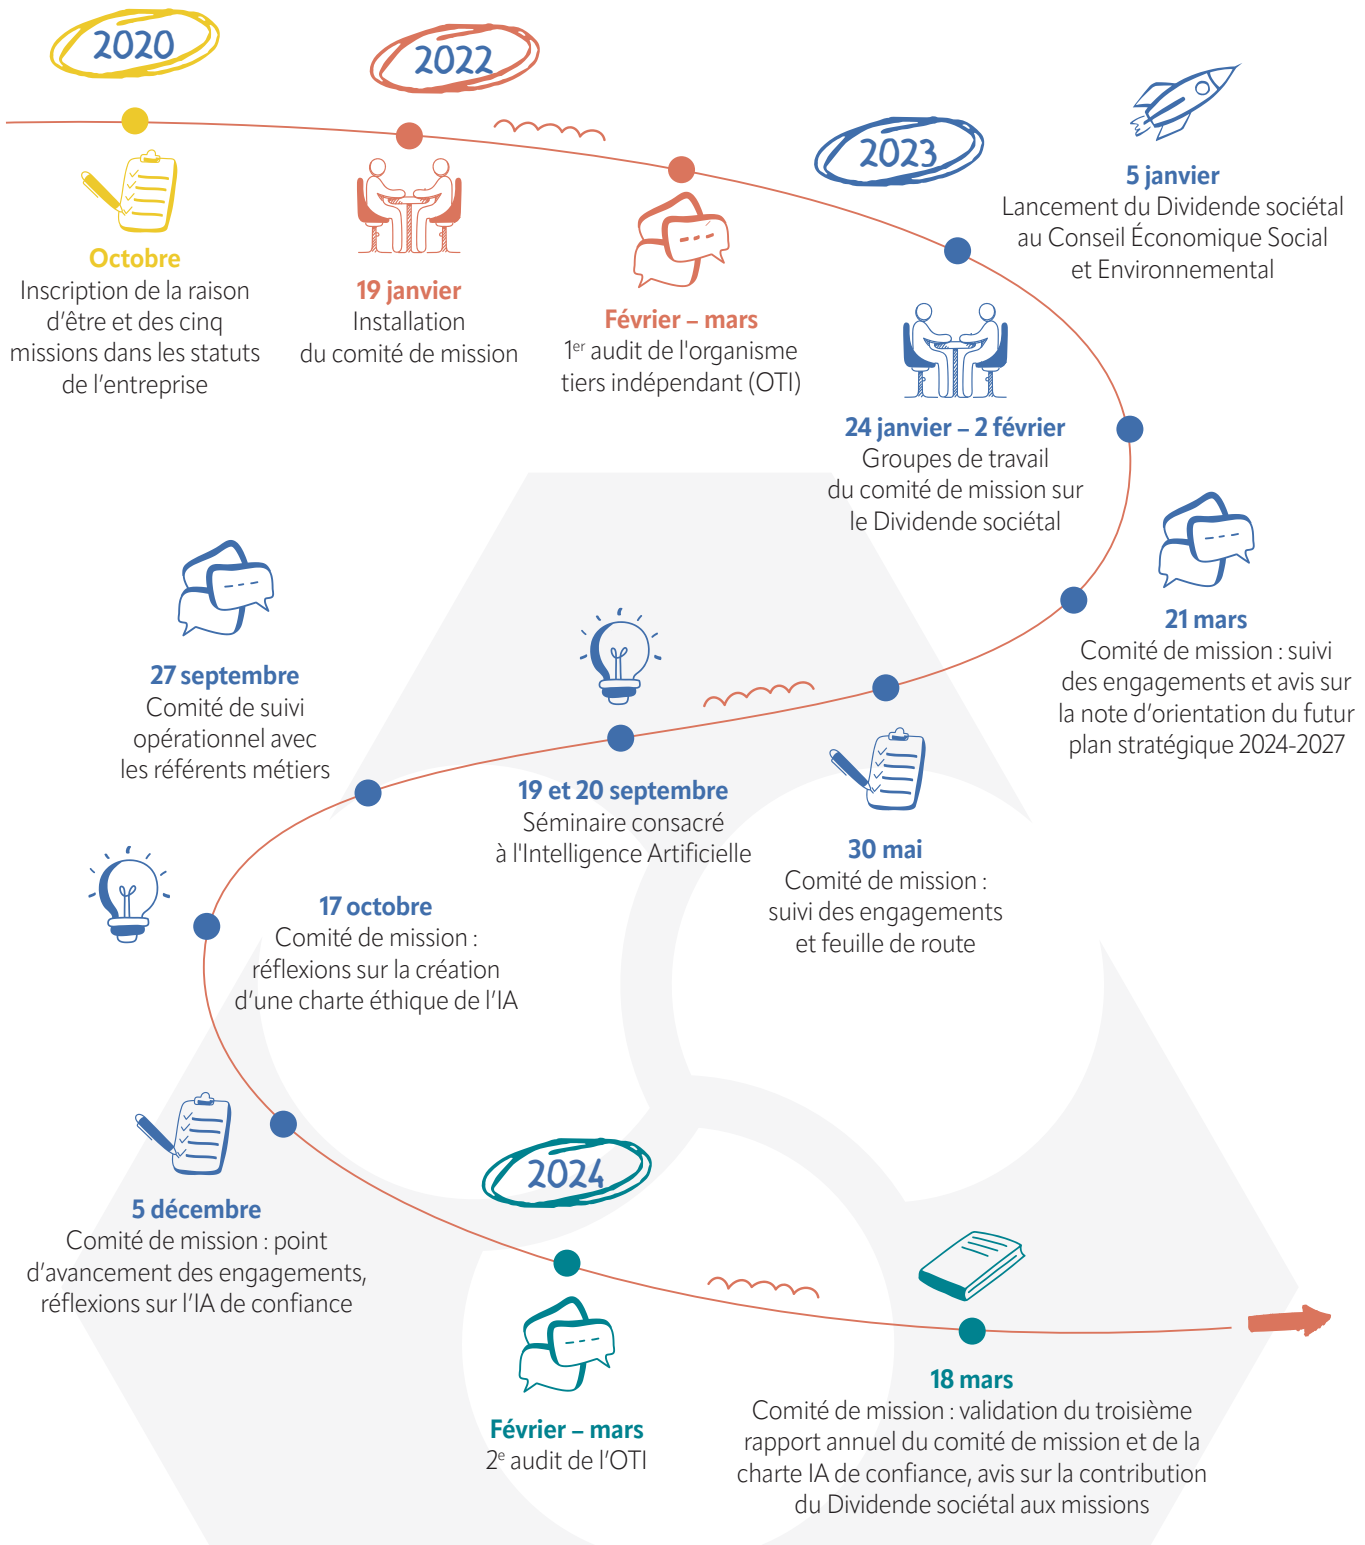 2020
Octobre
Inscription de la raison
d’être et des cinq
missions dans les statuts
de l’entreprise
2022
19 janvier
Installation
du comité de mission
Février – mars
1er audit de l'organisme
tiers indépendant (OTI)
2023
5 janvier
Lancement du Dividende sociétal
au Conseil Économique Social
et Environnemental
24 janvier – 2 février
Groupes de travail
du comité de mission sur
le Dividende sociétal
21 mars
Comité de mission : suivi
des engagements et avis sur
la note d’orientation du futur
plan stratégique 2024-2027
30 mai
Comité de mission :
suivi des engagements
et feuille de route
19 et 20 septembre
Séminaire consacré
à l'Intelligence Artificielle
27 septembre
Comité de suivi
opérationnel avec
les référents métiers
17 octobre
Comité de mission :
réflexions sur la création
d’une charte éthique de l’IA
5 décembre
Comité de mission : point
d’avancement des engagements,
réflexions sur l’IA de confiance
2024
Février – mars
2e audit de l’OTI
18 mars
Comité de mission : validation du troisième
rapport annuel du comité de mission et de la
charte IA de confiance, avis sur la contribution
du Dividende sociétal aux missions